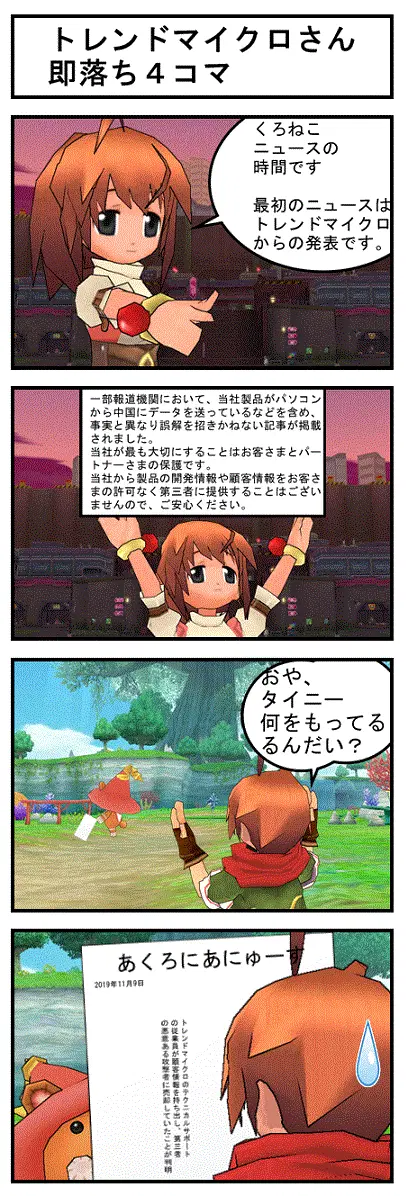 トレンドマイクロさん
即落ち４コマ
くろねこ
ニュースの
時間です
最初のニュースは
トレンドマイクロ
からの発表です。
一部報道機関において、当社製品がパソコン
から中国にデータを送っているなどを含め、
事実と異なり誤解を招きかねない記事が掲載
されました。
当社が最も大切にすることはお客さまとパ－
トナーさまの保護です。
当社から製品の開発情報や顧客情報をお客さ
まの許可なく第三者に提供することはござい
ませんので、ご安心ください。
おや、
タイニー
何をもってる
るんだい？
あくろにあにゅーす
2019年11月9日
トレンドマイクロのテクニカルサポート
の従業員が顧客情報を持ち出し、第三者
の悪意ある攻撃者に売却していたことが判明